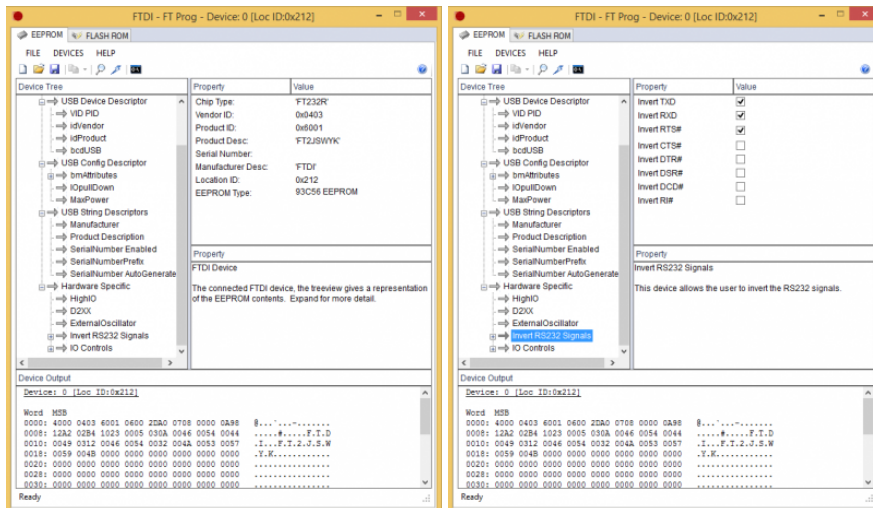 FTDI - FT Prog - Device: 0 [Loc ID:0x212]
EEPROM FLASH ROM
FILE DEVICES HELP
Device Tree
USB Device Descriptor
VID PID
idVendor
idProduct
bcdUSB
USB Config Descriptor
bmAttributes
IOpullDown
MaxPower
USB String Descriptors
Manufacturer
Product Description
SerialNumber Enabled
SerialNumberPrefix
SerialNumber AutoGenerate
Hardware Specific
HighIO
D2XX
ExternalOscillator
Invert RS232 Signals
IO Controls
Property Value
Chip Type: 'FT232R'
Vendor ID: 0x0403
Product ID: 0x6001
Product Desc: 'FT2JSWYK'
Serial Number:
Manufacturer Desc: 'FTDI'
Location ID: 0x212
EEPROM Type: 93C56 EEPROM
Property
FTDI Device
The connected FTDI device, the treeview gives a representation
of the EEPROM contents. Expand for more detail.
Device Output
Device: 0 [Loc ID:0x212]
Word MSB
0000: 4000 0403 6001 0600 2DA0 0708 0000 0A98 @...`...-.......
0008: 12A2 02B4 1023 0005 030A 0046 0054 0044 .....#.....F.T.D
0010: 0049 0312 0046 0054 0032 004A 0053 0057 .I...F.T.2.J.S.W
0018: 0059 004B 0000 0000 0000 0000 0000 0000 .Y.K............
0020: 0000 0000 0000 0000 0000 0000 0000 0000 ................
0028: 0000 0000 0000 0000 0000 0000 0000 0000 ................
0030: 0000 0000 0000 0000 0000 0000 0000 0000 ................
Ready
FTDI - FT Prog - Device: 0 [Loc ID:0x212]
EEPROM FLASH ROM
FILE DEVICES HELP
Device Tree
USB Device Descriptor
VID PID
idVendor
idProduct
bcdUSB
USB Config Descriptor
bmAttributes
IOpullDown
MaxPower
USB String Descriptors
Manufacturer
Product Description
SerialNumber Enabled
SerialNumberPrefix
SerialNumber AutoGenerate
Hardware Specific
HighIO
D2XX
ExternalOscillator
Invert RS232 Signals
IO Controls
Property Value
Invert TXD
Invert RXD
Invert RTS#
Invert CTS#
Invert DTR#
Invert DSR#
Invert DCD#
Invert RI#
Property
Invert RS232 Signals
This device allows the user to invert the RS232 signals.
Device Output
Device: 0 [Loc ID:0x212]
Word MSB
0000: 4000 0403 6001 0600 2DA0 0708 0000 0A98 @...`...-.......
0008: 12A2 02B4 1023 0005 030A 0046 0054 0044 .....#.....F.T.D
0010: 0049 0312 0046 0054 0032 004A 0053 0057 .I...F.T.2.J.S.W
0018: 0059 004B 0000 0000 0000 0000 0000 0000 .Y.K............
0020: 0000 0000 0000 0000 0000 0000 0000 0000 ................
0028: 0000 0000 0000 0000 0000 0000 0000 0000 ................
0030: 0000 0000 0000 0000 0000 0000 0000 0000 ................
Ready